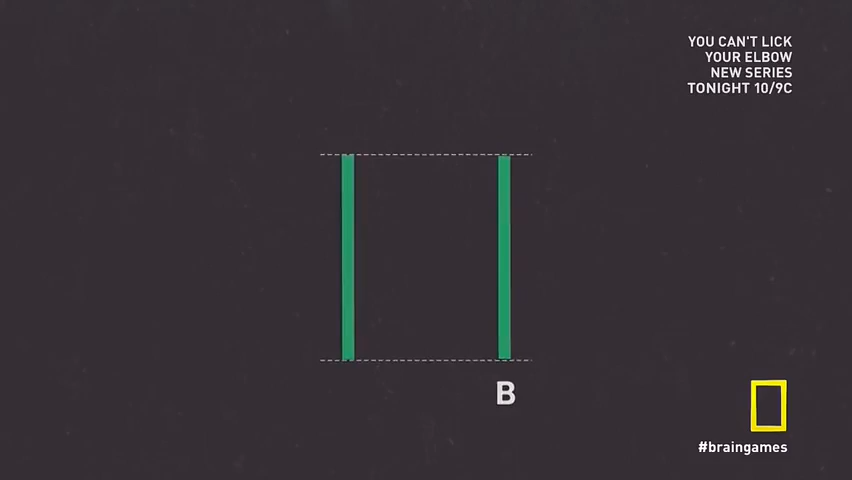 YOU CAN'T LICK
YOUR ELBOW
NEW SERIES
TONIGHT 10/9C
B
#braingames